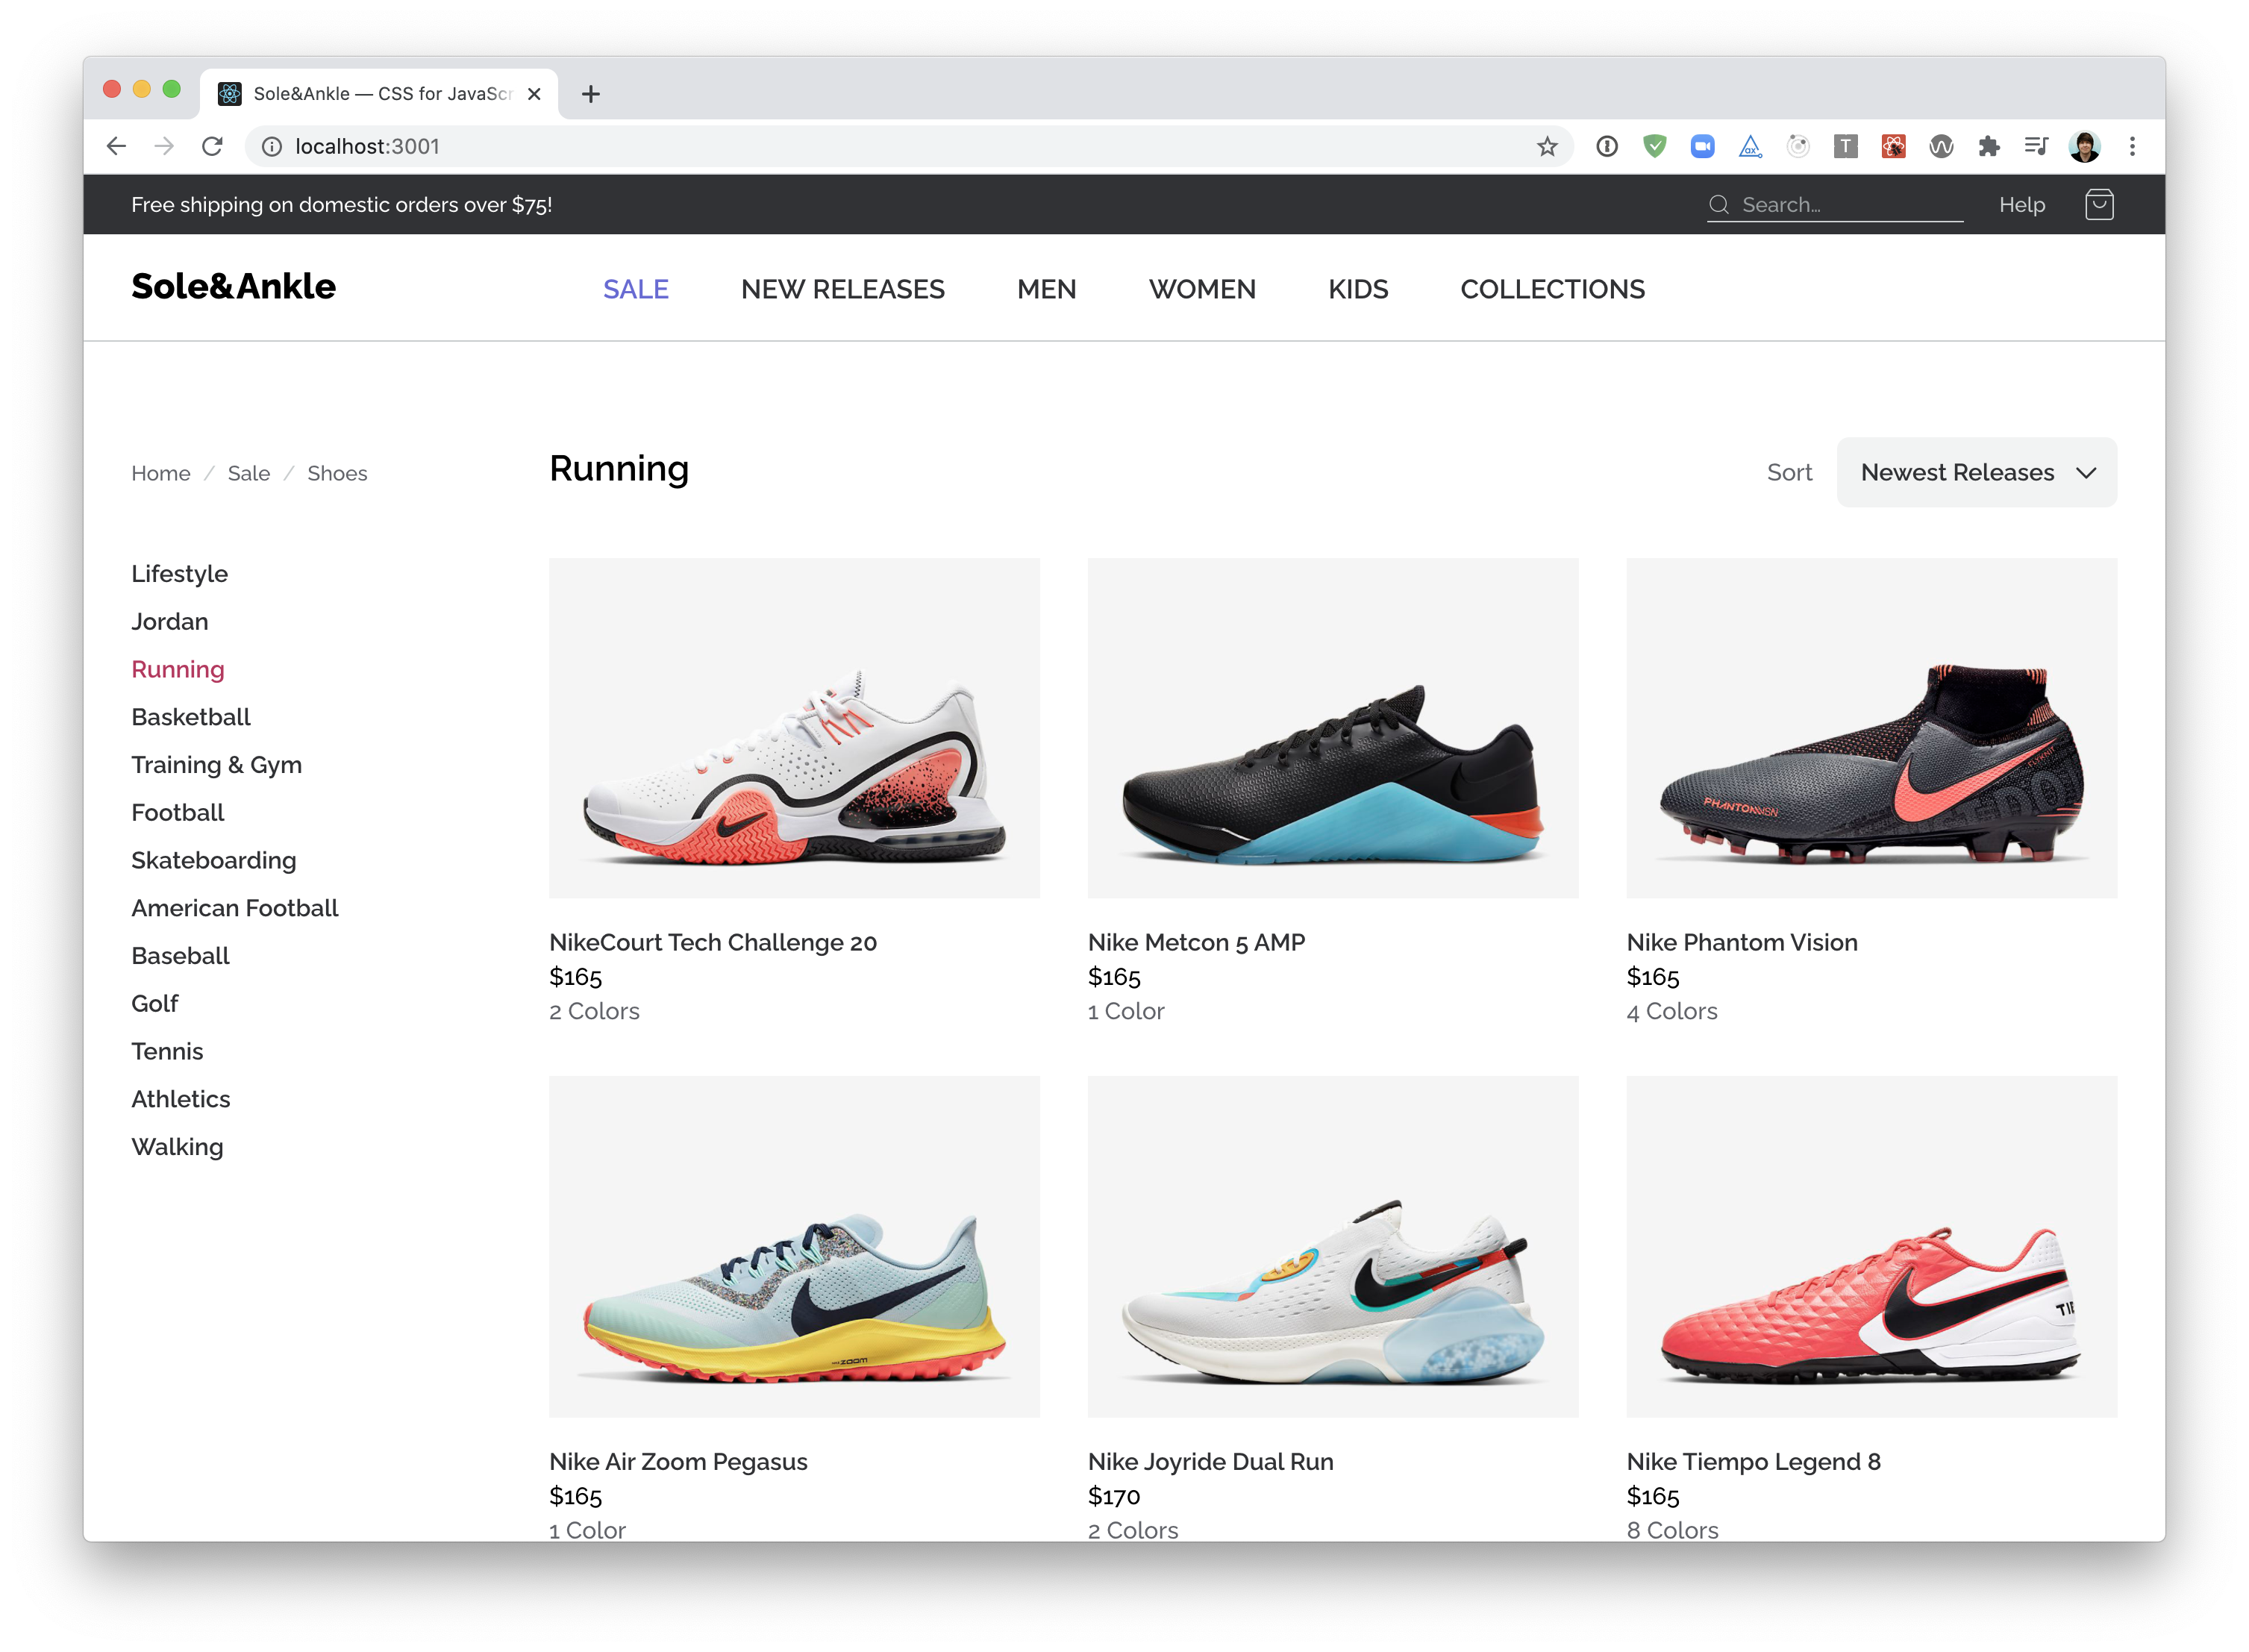 Sole&Ankle — CSS for JavaScr
localhost:3001
Free shipping on domestic orders over $75!
Search…
Help
Sole&Ankle
SALE
NEW RELEASES
MEN
WOMEN
KIDS
COLLECTIONS
Home / Sale / Shoes
Running
Sort
Newest Releases
Lifestyle
Jordan
Running
Basketball
Training & Gym
Football
Skateboarding
American Football
Baseball
Golf
Tennis
Athletics
Walking
PHANTOMVSN
FLYKNIT
NikeCourt Tech Challenge 20
$165
2 Colors
Nike Metcon 5 AMP
$165
1 Color
Nike Phantom Vision
$165
4 Colors
ZOOM
TIE
Nike Air Zoom Pegasus
$165
1 Color
Nike Joyride Dual Run
$170
2 Colors
Nike Tiempo Legend 8
$165
8 Colors